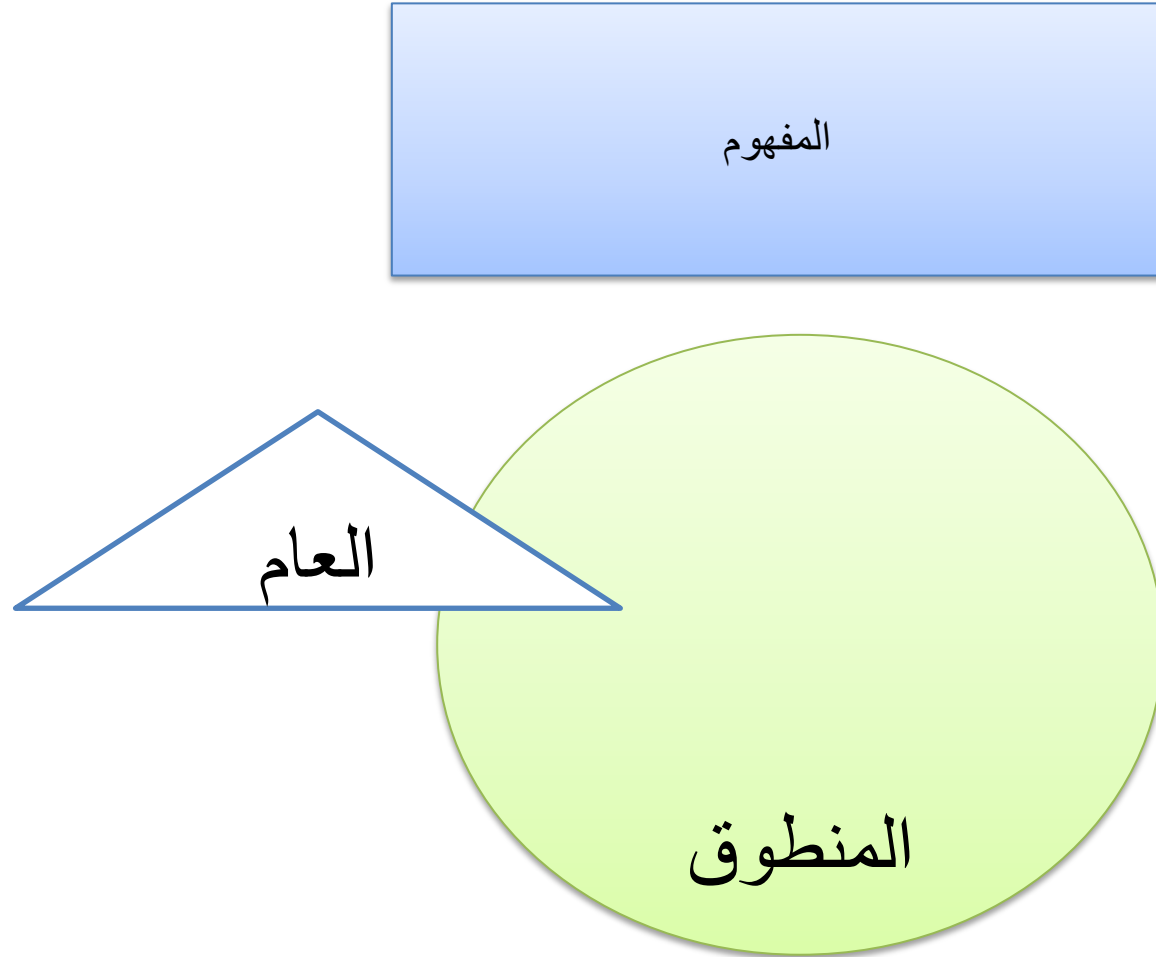 المفهوم
العام
المنطوق